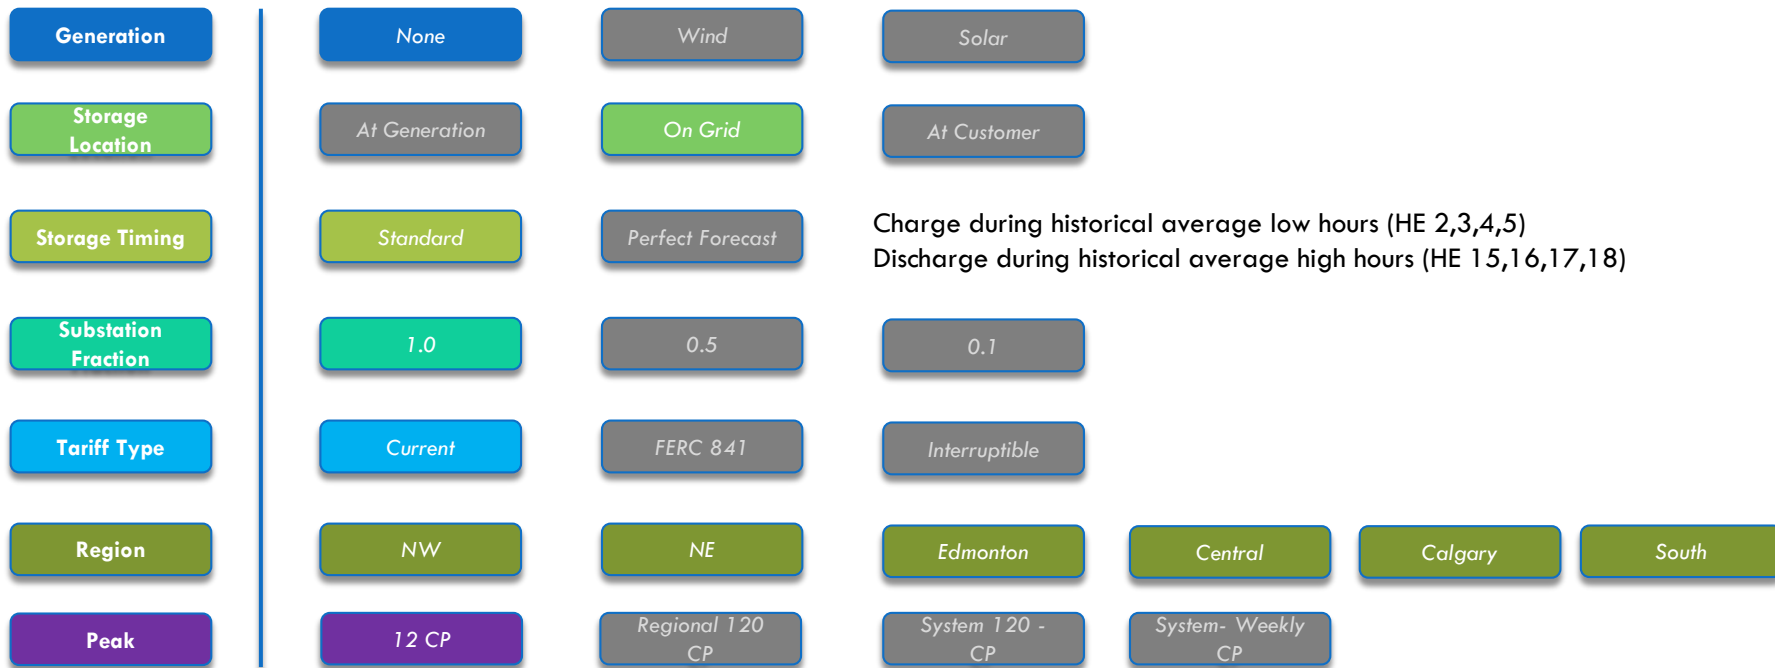 Generation
None
Wind
Solar
Storage
Location
At Generation
On Grid
At Customer
Storage Timing
Standard
Perfect Forecast
Charge during historical average low hours (HE 2,3,4,5)
Discharge during historical average high hours (HE 15,16,17,18)
Substation
Fraction
1.0
0.5
0.1
Tariff Type
Current
FERC 841
Interruptible
Region
NW
NE
Edmonton
Central
Calgary
South
Peak
12 CP
Regional 120
CP
System 120 -
CP
System- Weekly
CP